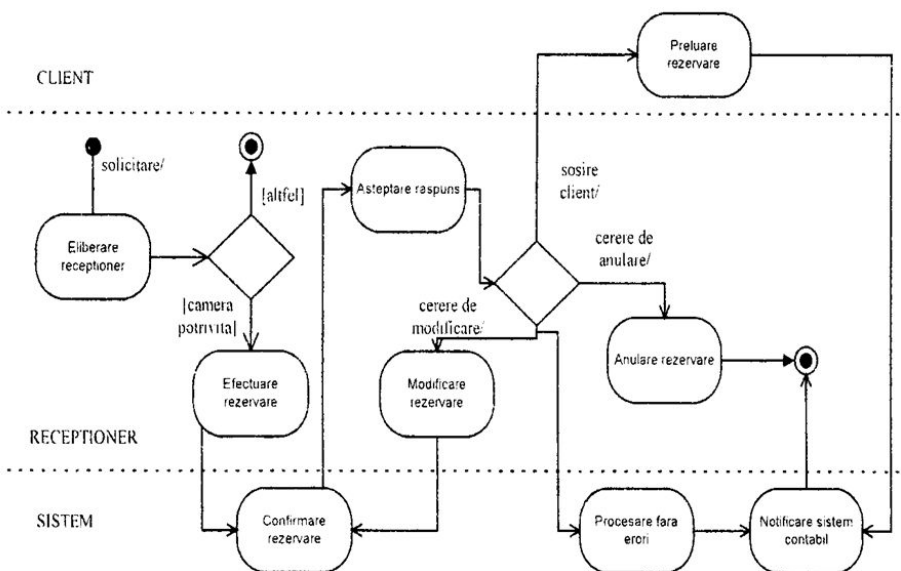 Preluare
rezervare
CLIENT
solicitare/
[altfel]
Asteptare raspuns
sosire
client/
Eliberare
receptioner
cerere de
anulare/
[camera
potrivita]
cerere de
modificare/
Efectuare
rezervare
Modificare
rezervare
Anulare rezervare
RECEPTIONER
SISTEM
Confirmare
rezervare
Procesare fara
erori
Notificare sistem
contabil